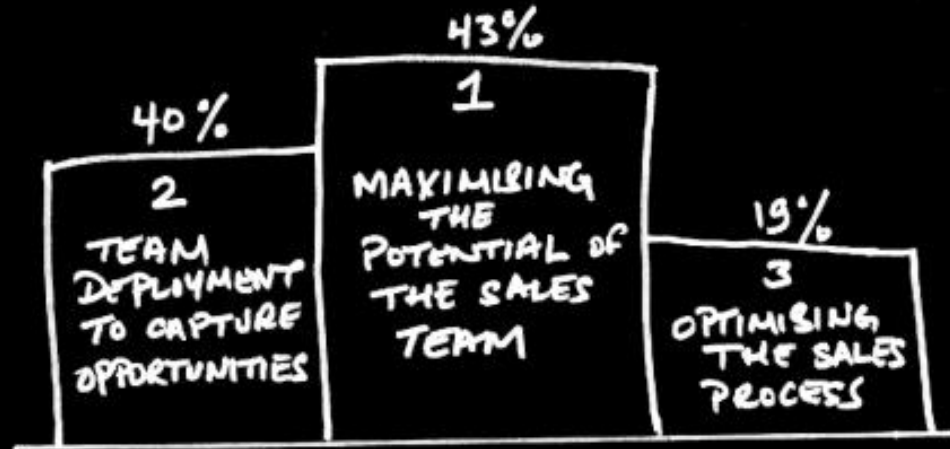 40%
2
TEAM
DEPLOYMENT
TO CAPTURE
OPPORTUNITIES
43%
1
MAXIMISING
THE
POTENTIAL OF
THE SALES
TEAM
19%
3
OPTIMISING
THE SALES
PROCESS